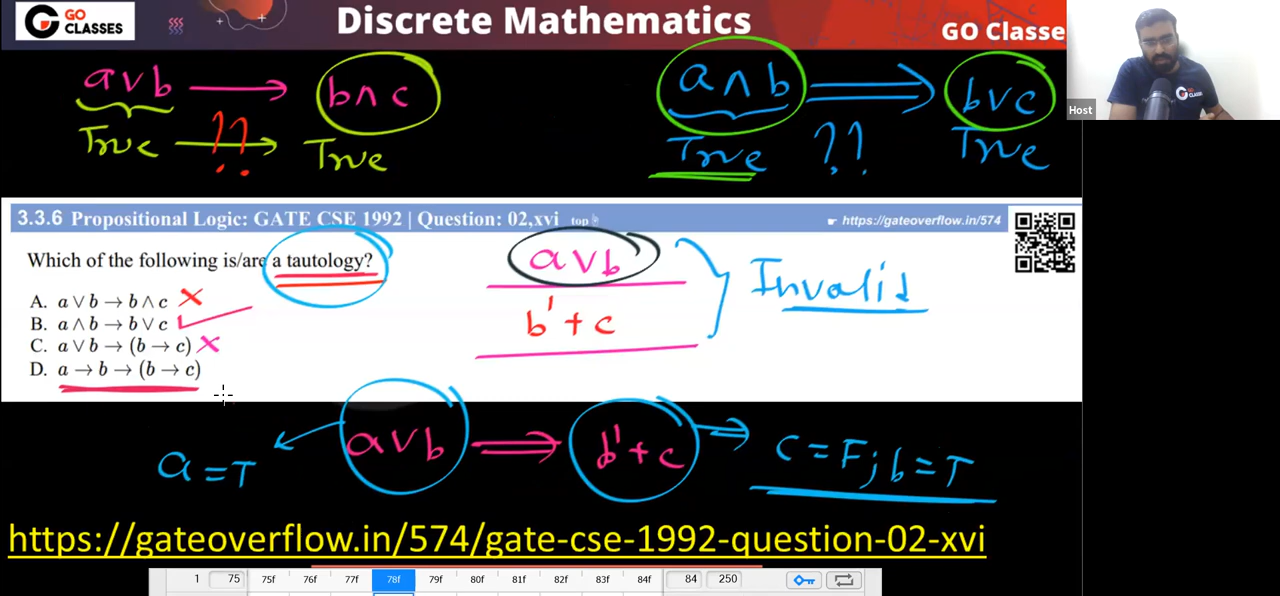 GO CLASSES
Discrete Mathematics
GO Classe
Host
a ∨ b → b ∧ c
True ?? → True
a ∧ b ⟹ b ∨ c
True ?? True
3.3.6 Propositional Logic: GATE CSE 1992 | Question: 02,xvi top
☛ https://gateoverflow.in/574
Which of the following is/are a tautology?
A. a ∨ b → b ∧ c ✗
B. a ∧ b → b ∨ c ✓
C. a ∨ b → (b → c) ✗
D. a → b → (b → c)
a ∨ b
b' + c
Invalid
a ∨ b ⟹ b' + c
a = T
c = F; b = T
https://gateoverflow.in/574/gate-cse-1992-question-02-xvi
1 75 75f 76f 77f 78f 79f 80f 81f 82f 83f 84f 84 250